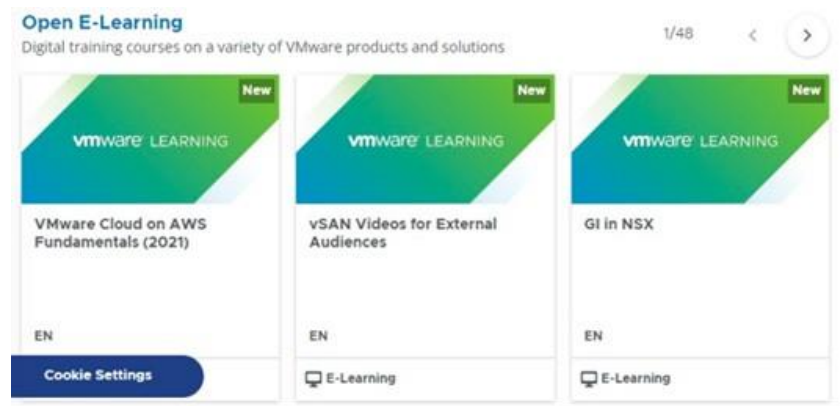 Open E-Learning
Digital training courses on a variety of VMware products and solutions
1/48
New
New
New
vmware LEARNING
vmware LEARNING
vmware LEARNING
VMware Cloud on AWS
Fundamentals (2021)
vSAN Videos for External
Audiences
GI in NSX
EN
EN
EN
Cookie Settings
E-Learning
E-Learning